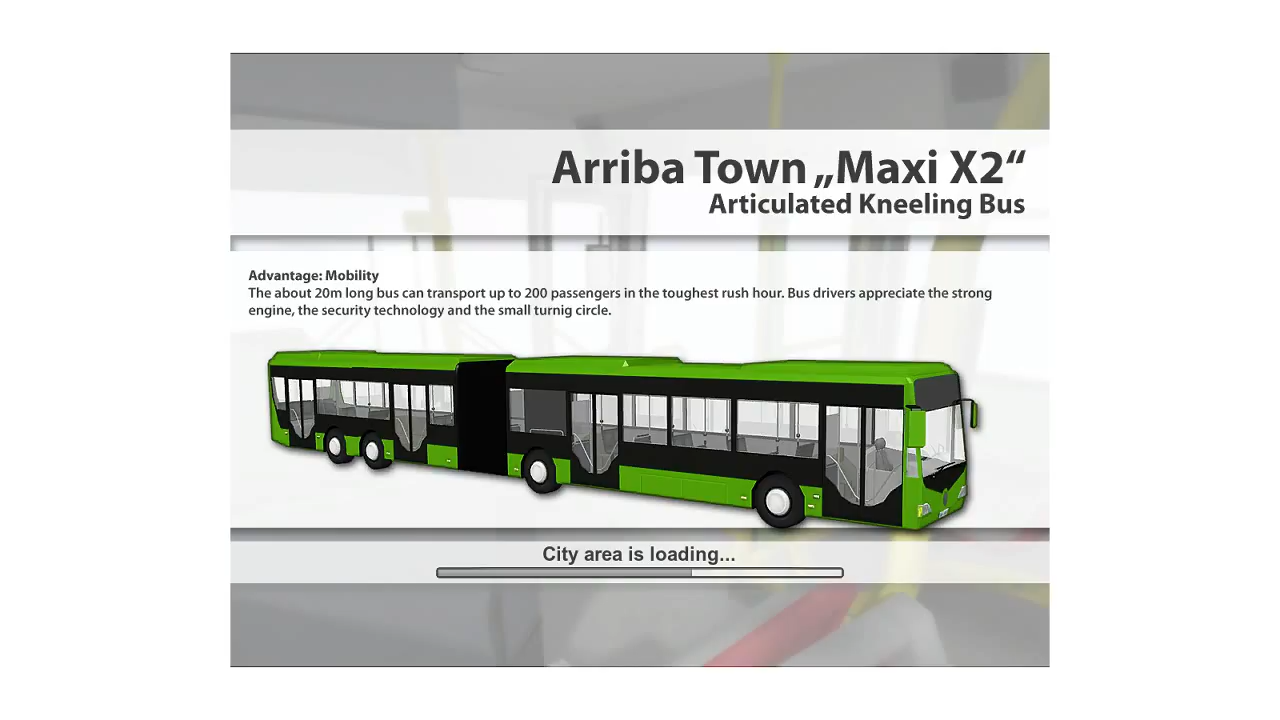 Arriba Town „Maxi X2“
Articulated Kneeling Bus
Advantage: Mobility
The about 20m long bus can transport up to 200 passengers in the toughest rush hour. Bus drivers appreciate the strong
engine, the security technology and the small turnig circle.
City area is loading...